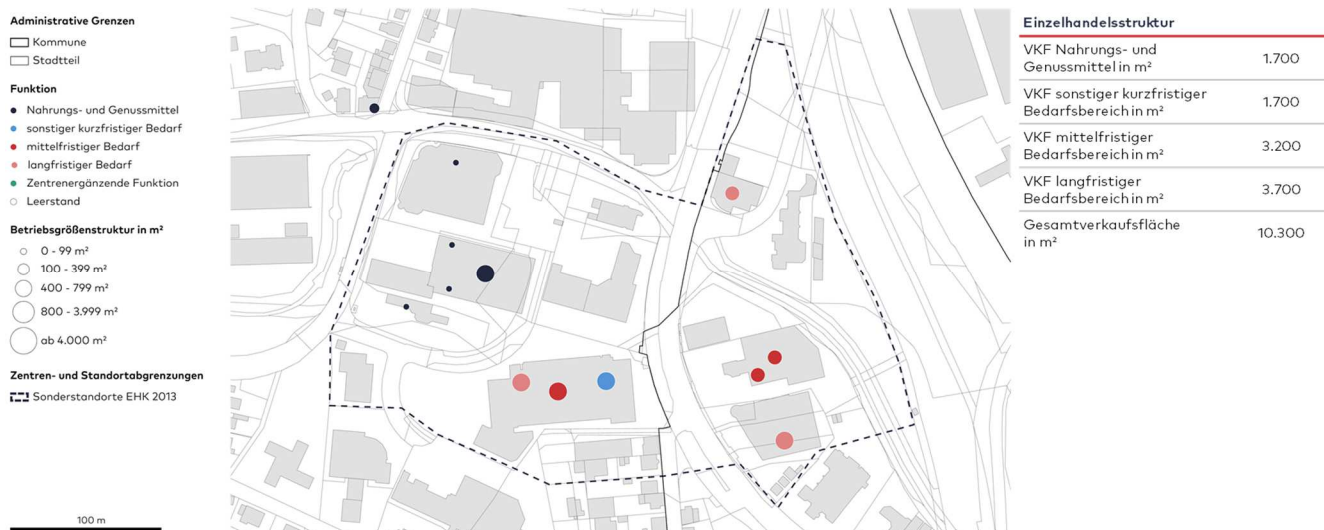 Administrative Grenzen
Kommune
Stadtteil
Funktion
Nahrungs- und Genussmittel
sonstiger kurzfristiger Bedarf
mittelfristiger Bedarf
langfristiger Bedarf
Zentrenergänzende Funktion
Leerstand
Betriebsgrößenstruktur in m²
0 - 99 m²
100 - 399 m²
400 - 799 m²
800 - 3.999 m²
ab 4.000 m²
Zentren- und Standortabgrenzungen
Sonderstandorte EHK 2013
100 m
Einzelhandelsstruktur
VKF Nahrungs- und
Genussmittel in m² 1.700
VKF sonstiger kurzfristiger
Bedarfsbereich in m² 1.700
VKF mittelfristiger
Bedarfsbereich in m² 3.200
VKF langfristiger
Bedarfsbereich in m² 3.700
Gesamtverkaufsfläche
in m² 10.300